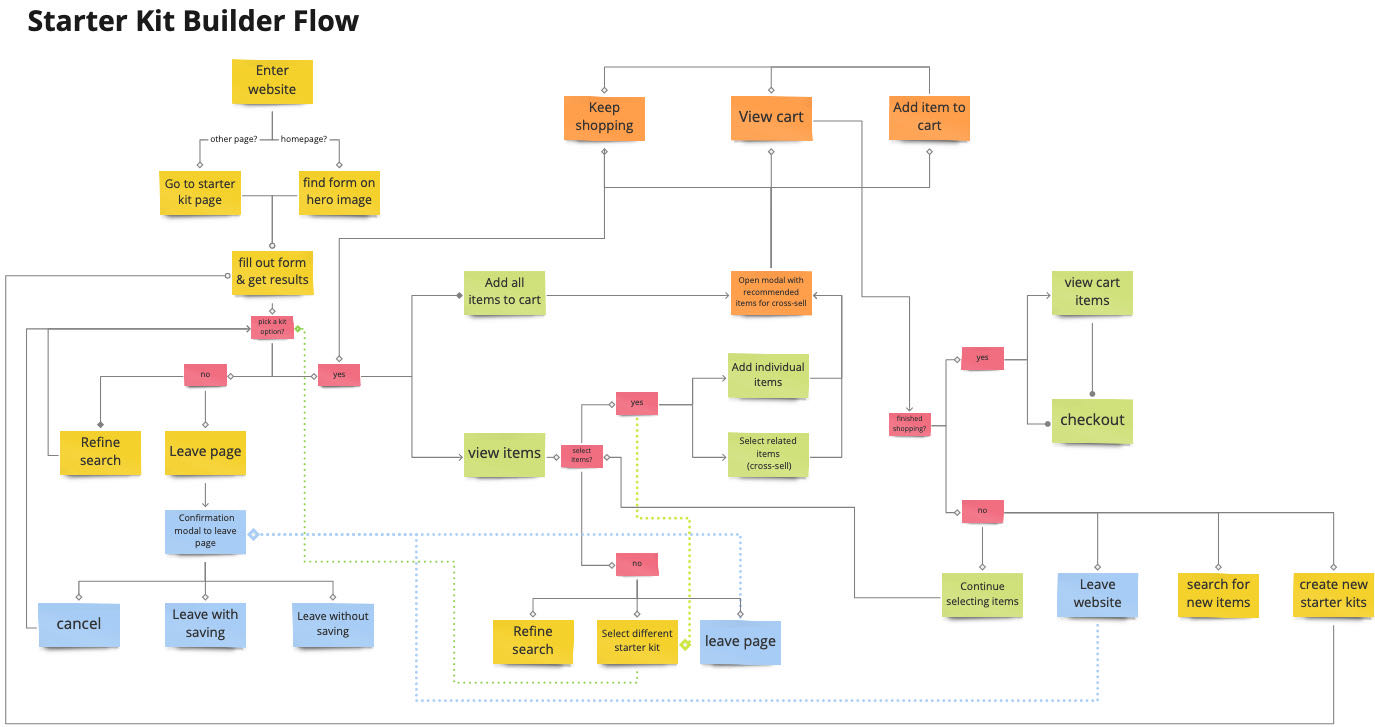 Starter Kit Builder Flow
Enter
website
other page?
homepage?
Go to starter
kit page
find form on
hero image
fill out form
& get results
pick a kit
option?
no
yes
Refine
search
Leave page
Confirmation
modal to leave
page
cancel
Leave with
saving
Leave without
saving
Keep
shopping
View cart
Add item to
cart
Add all
items to cart
Open modal with
recommended
items for cross-sell
view items
select
items?
yes
Add individual
items
Select related
items
(cross-sell)
no
Refine
search
Select different
starter kit
leave page
finished
shopping?
yes
view cart
items
checkout
no
Continue
selecting items
Leave
website
search for
new items
create new
starter kits